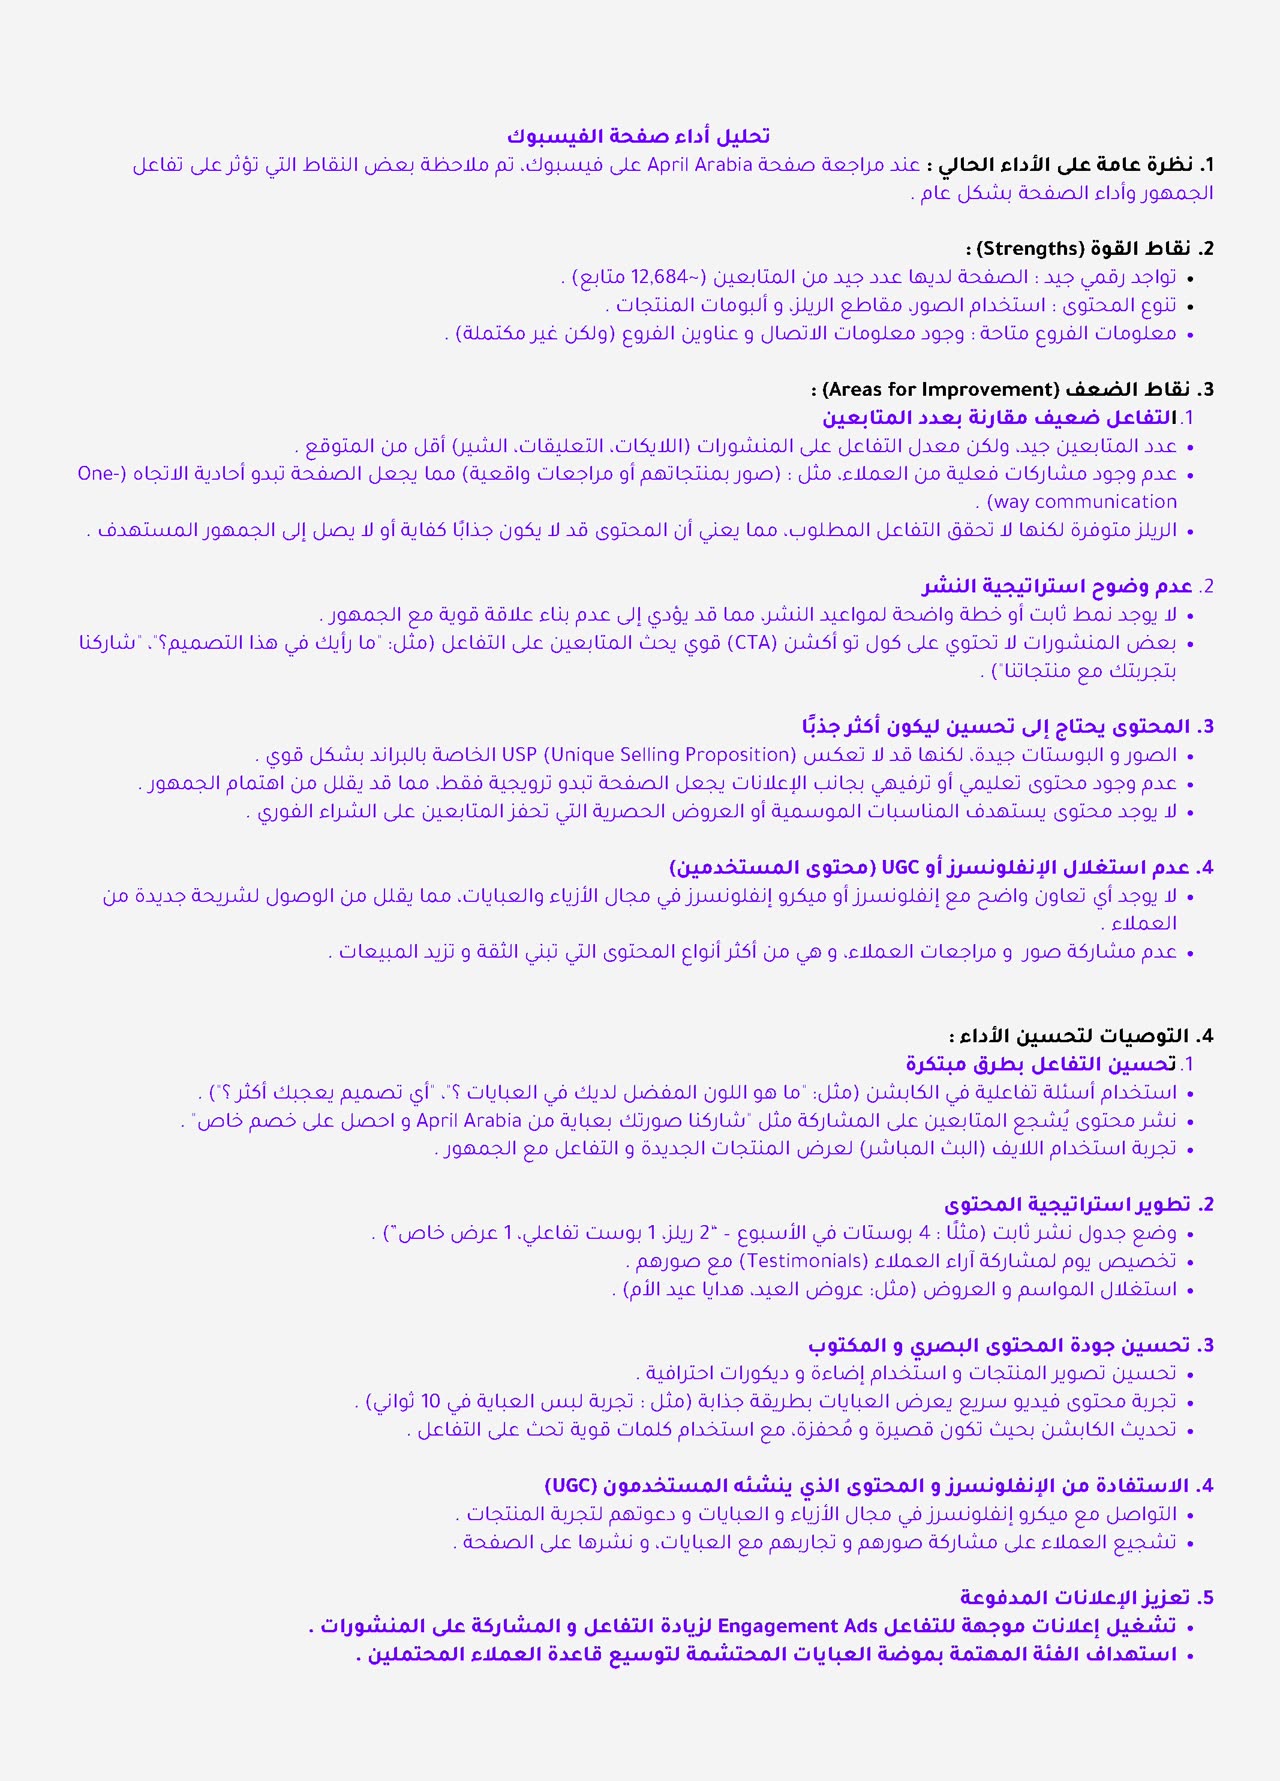 تحليل أداء صفحة الفيسبوك
1. نظرة عامة على الأداء الحالي : عند مراجعة صفحة April Arabia على فيسبوك، تم ملاحظة بعض النقاط التي تؤثر على تفاعل
الجمهور وأداء الصفحة بشكل عام .
2. نقاط القوة (Strengths) :
• تواجد رقمي جيد : الصفحة لديها عدد جيد من المتابعين (~12,684 متابع) .
• تنوع المحتوى : استخدام الصور، مقاطع الريلز، و ألبومات المنتجات .
• معلومات الفروع متاحة : وجود معلومات الاتصال و عناوين الفروع (ولكن غير مكتملة) .
3. نقاط الضعف (Areas for Improvement) :
1. التفاعل ضعيف مقارنة بعدد المتابعين
• عدد المتابعين جيد، ولكن معدل التفاعل على المنشورات (اللايكات، التعليقات، الشير) أقل من المتوقع .
• عدم وجود مشاركات فعلية من العملاء، مثل : (صور بمنتجاتهم أو مراجعات واقعية) مما يجعل الصفحة تبدو أحادية الاتجاه (One-
way communication) .
• الريلز متوفرة لكنها لا تحقق التفاعل المطلوب، مما يعني أن المحتوى قد لا يكون جذابًا كفاية أو لا يصل إلى الجمهور المستهدف .
2. عدم وضوح استراتيجية النشر
• لا يوجد نمط ثابت أو خطة واضحة لمواعيد النشر، مما قد يؤدي إلى عدم بناء علاقة قوية مع الجمهور .
• بعض المنشورات لا تحتوي على كول تو أكشن (CTA) قوي يحث المتابعين على التفاعل (مثل: "ما رأيك في هذا التصميم؟"، "شاركنا
بتجربتك مع منتجاتنا") .
3. المحتوى يحتاج إلى تحسين ليكون أكثر جذبًا
• الصور و البوستات جيدة، لكنها قد لا تعكس USP (Unique Selling Proposition) الخاصة بالبراند بشكل قوي .
• عدم وجود محتوى تعليمي أو ترفيهي بجانب الإعلانات يجعل الصفحة تبدو ترويجية فقط، مما قد يقلل من اهتمام الجمهور .
• لا يوجد محتوى يستهدف المناسبات الموسمية أو العروض الحصرية التي تحفز المتابعين على الشراء الفوري .
4. عدم استغلال الإنفلونسرز أو UGC (محتوى المستخدمين)
• لا يوجد أي تعاون واضح مع إنفلونسرز أو ميكرو إنفلونسرز في مجال الأزياء والعبايات، مما يقلل من الوصول لشريحة جديدة من
العملاء .
• عدم مشاركة صور و مراجعات العملاء، و هي من أكثر أنواع المحتوى التي تبني الثقة و تزيد المبيعات .
4. التوصيات لتحسين الأداء :
1. تحسين التفاعل بطرق مبتكرة
• استخدام أسئلة تفاعلية في الكابشن (مثل: "ما هو اللون المفضل لديك في العبايات ؟"، "أي تصميم يعجبك أكثر ؟") .
• نشر محتوى يُشجع المتابعين على المشاركة مثل "شاركنا صورتك بعباية من April Arabia و احصل على خصم خاص" .
• تجربة استخدام اللايف (البث المباشر) لعرض المنتجات الجديدة و التفاعل مع الجمهور .
2. تطوير استراتيجية المحتوى
• وضع جدول نشر ثابت (مثلًا : 4 بوستات في الأسبوع - "2 ريلز، 1 بوست تفاعلي، 1 عرض خاص") .
• تخصيص يوم لمشاركة آراء العملاء (Testimonials) مع صورهم .
• استغلال المواسم و العروض (مثل: عروض العيد، هدايا عيد الأم) .
3. تحسين جودة المحتوى البصري و المكتوب
• تحسين تصوير المنتجات و استخدام إضاءة و ديكورات احترافية .
• تجربة محتوى فيديو سريع يعرض العبايات بطريقة جذابة (مثل : تجربة لبس العباية في 10 ثواني) .
• تحديث الكابشن بحيث تكون قصيرة و مُحفزة، مع استخدام كلمات قوية تحث على التفاعل .
4. الاستفادة من الإنفلونسرز و المحتوى الذي ينشئه المستخدمون (UGC)
• التواصل مع ميكرو إنفلونسرز في مجال الأزياء و العبايات و دعوتهم لتجربة المنتجات .
• تشجيع العملاء على مشاركة صورهم و تجاربهم مع العبايات، و نشرها على الصفحة .
5. تعزيز الإعلانات المدفوعة
• تشغيل إعلانات موجهة للتفاعل Engagement Ads لزيادة التفاعل و المشاركة على المنشورات .
• استهداف الفئة المهتمة بموضة العبايات المحتشمة لتوسيع قاعدة العملاء المحتملين .